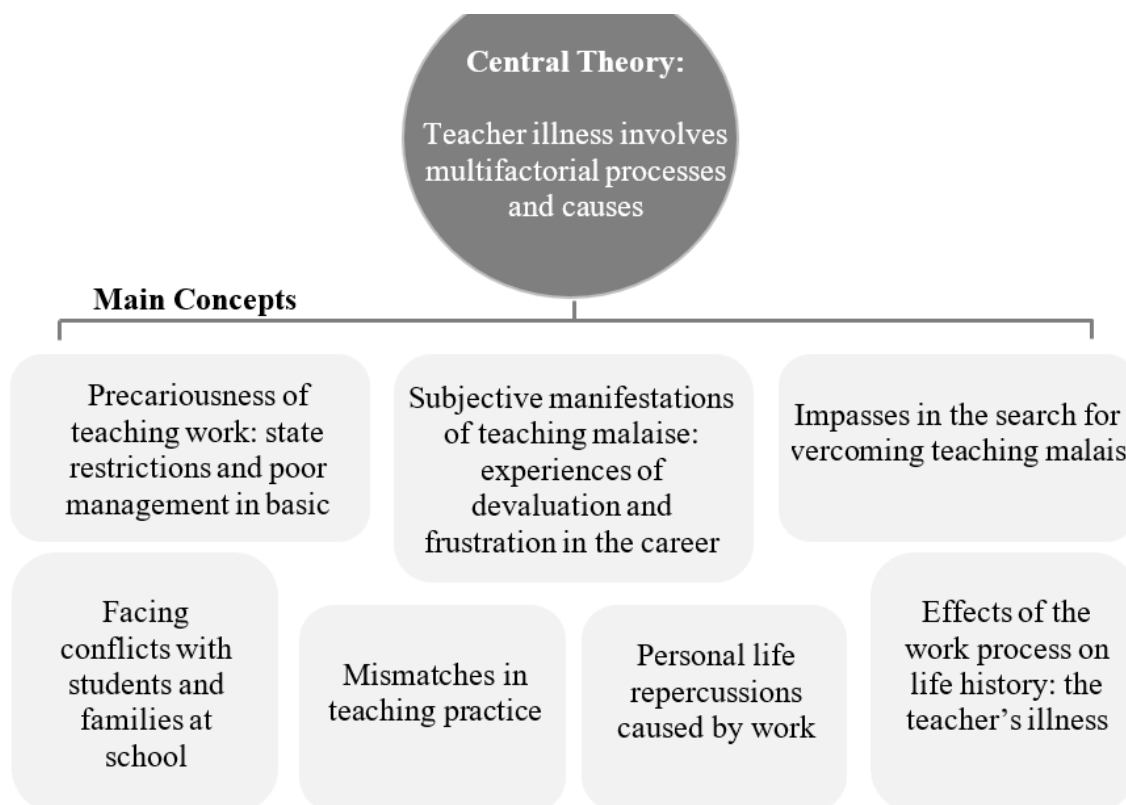 Central Theory:
Teacher illness involves
multifactorial processes
and causes
Main Concepts
Precariousness of
teaching work: state
restrictions and poor
management in basic
Subjective manifestations
of teaching malaise:
experiences of
devaluation and
frustration in the career
Impasses in the search for
vercoming teaching malais
Facing
conflicts with
students and
families at
school
Mismatches in
teaching practice
Personal life
repercussions
caused by work
Effects of the
work process on
life history: the
teacher’s illness